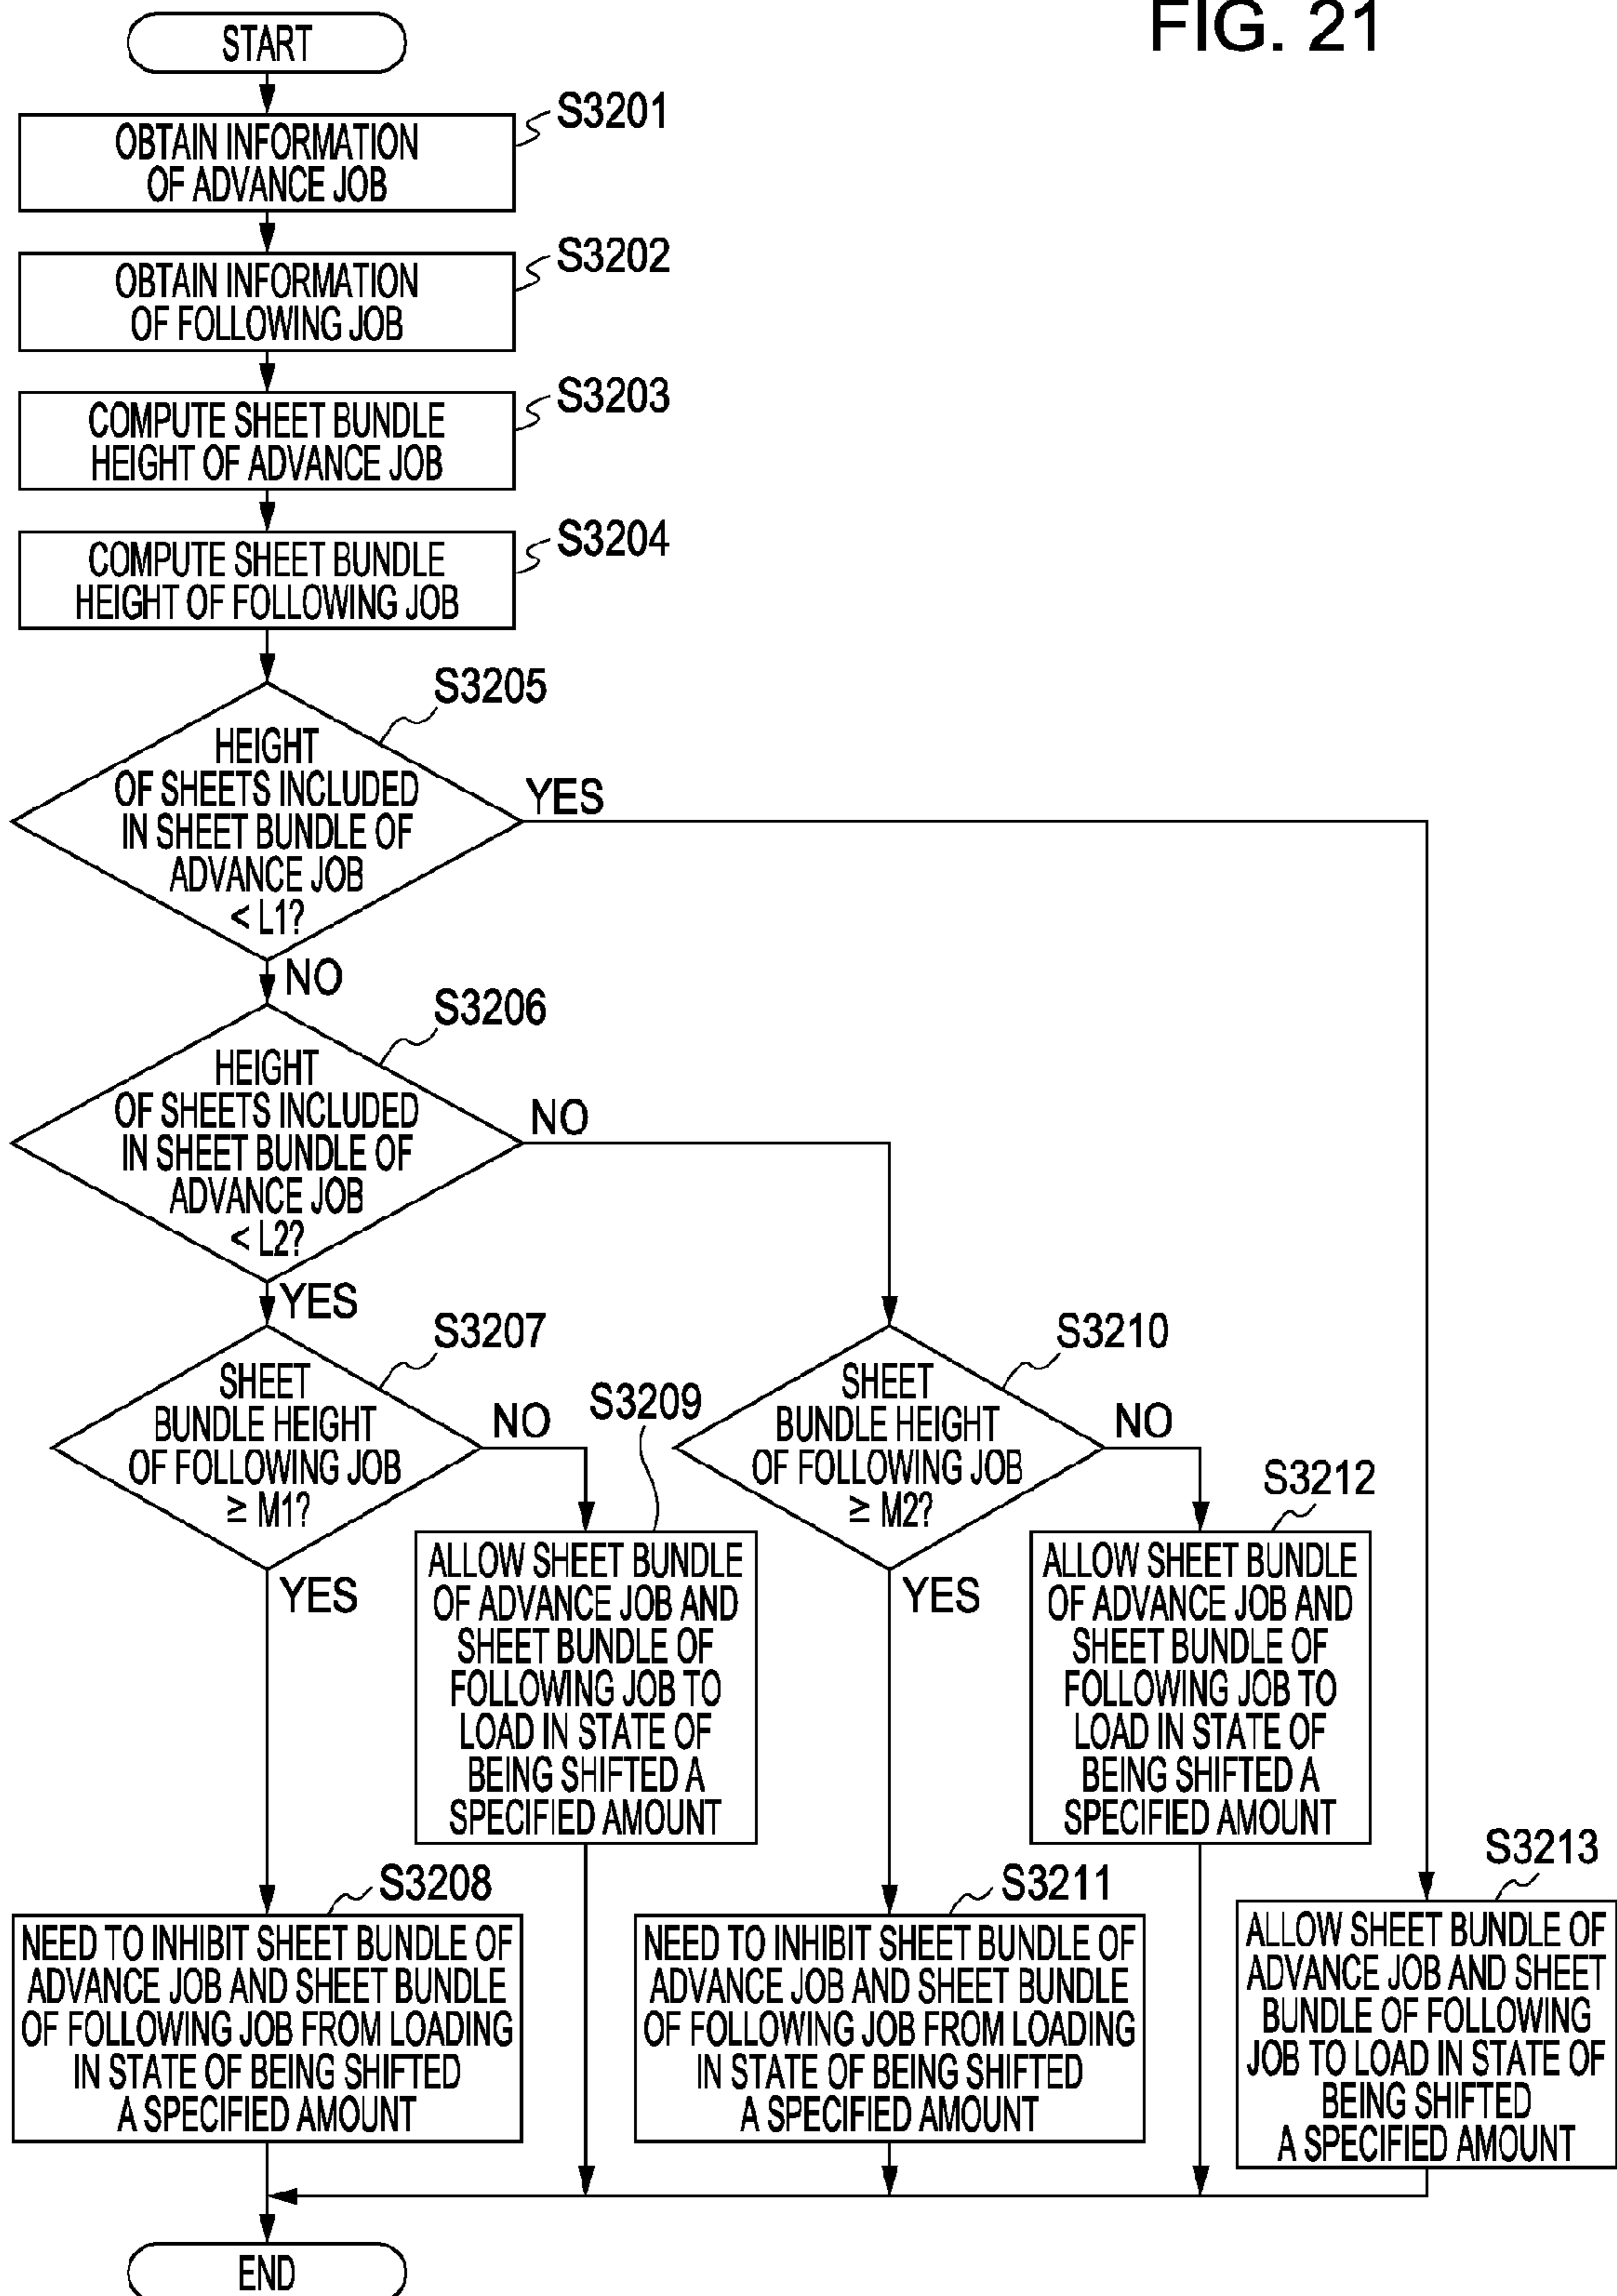 FIG. 21
START
S3201
OBTAIN INFORMATION
OF ADVANCE JOB
S3202
OBTAIN INFORMATION
OF FOLLOWING JOB
S3203
COMPUTE SHEET BUNDLE
HEIGHT OF ADVANCE JOB
S3204
COMPUTE SHEET BUNDLE
HEIGHT OF FOLLOWING JOB
S3205
HEIGHT
OF SHEETS INCLUDED
IN SHEET BUNDLE OF
ADVANCE JOB
< L1?
YES
NO
S3206
HEIGHT
OF SHEETS INCLUDED
IN SHEET BUNDLE OF
ADVANCE JOB
< L2?
NO
YES
S3207
SHEET
BUNDLE HEIGHT
OF FOLLOWING JOB
≥ M1?
NO
YES
S3209
ALLOW SHEET BUNDLE
OF ADVANCE JOB AND
SHEET BUNDLE OF
FOLLOWING JOB TO
LOAD IN STATE OF
BEING SHIFTED A
SPECIFIED AMOUNT
S3210
SHEET
BUNDLE HEIGHT
OF FOLLOWING JOB
≥ M2?
NO
YES
S3212
ALLOW SHEET BUNDLE
OF ADVANCE JOB AND
SHEET BUNDLE OF
FOLLOWING JOB TO
LOAD IN STATE OF
BEING SHIFTED A
SPECIFIED AMOUNT
S3208
NEED TO INHIBIT SHEET BUNDLE OF
ADVANCE JOB AND SHEET BUNDLE
OF FOLLOWING JOB FROM LOADING
IN STATE OF BEING SHIFTED
A SPECIFIED AMOUNT
S3211
NEED TO INHIBIT SHEET BUNDLE OF
ADVANCE JOB AND SHEET BUNDLE
OF FOLLOWING JOB FROM LOADING
IN STATE OF BEING SHIFTED
A SPECIFIED AMOUNT
S3213
ALLOW SHEET BUNDLE OF
ADVANCE JOB AND SHEET
BUNDLE OF FOLLOWING
JOB TO LOAD IN STATE OF
BEING SHIFTED
A SPECIFIED AMOUNT
END